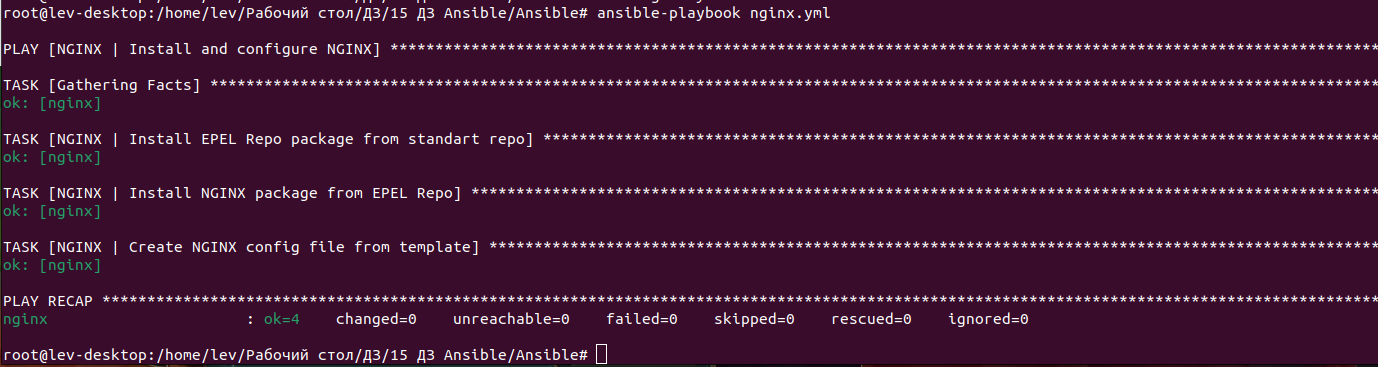 root@lev-desktop:/home/lev/Рабочий стол/ДЗ/15 ДЗ Ansible/Ansible# ansible-playbook nginx.yml
PLAY [NGINX | Install and configure NGINX] **************************************************************************************************************
TASK [Gathering Facts] **********************************************************************************************************************************
ok: [nginx]
TASK [NGINX | Install EPEL Repo package from standart repo] *********************************************************************************************
ok: [nginx]
TASK [NGINX | Install NGINX package from EPEL Repo] *****************************************************************************************************
ok: [nginx]
TASK [NGINX | Create NGINX config file from template] ***************************************************************************************************
ok: [nginx]
PLAY RECAP **********************************************************************************************************************************************
nginx                      : ok=4    changed=0    unreachable=0    failed=0    skipped=0    rescued=0    ignored=0
root@lev-desktop:/home/lev/Рабочий стол/ДЗ/15 ДЗ Ansible/Ansible#